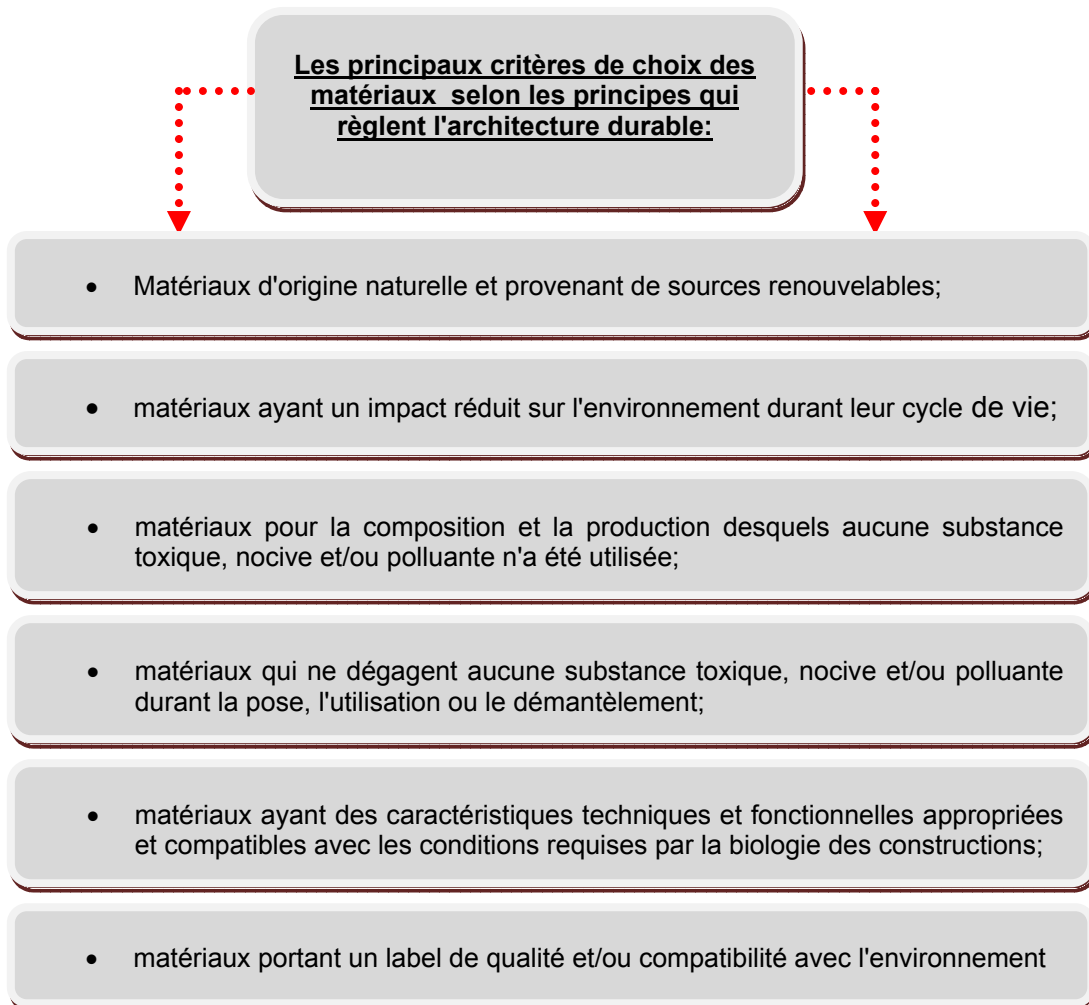 Les principaux critères de choix des
matériaux selon les principes qui
règlent l'architecture durable:
• Matériaux d'origine naturelle et provenant de sources renouvelables;
• matériaux ayant un impact réduit sur l'environnement durant leur cycle de vie;
• matériaux pour la composition et la production desquels aucune substance
toxique, nocive et/ou polluante n'a été utilisée;
• matériaux qui ne dégagent aucune substance toxique, nocive et/ou polluante
durant la pose, l'utilisation ou le démantèlement;
• matériaux ayant des caractéristiques techniques et fonctionnelles appropriées
et compatibles avec les conditions requises par la biologie des constructions;
• matériaux portant un label de qualité et/ou compatibilité avec l'environnement